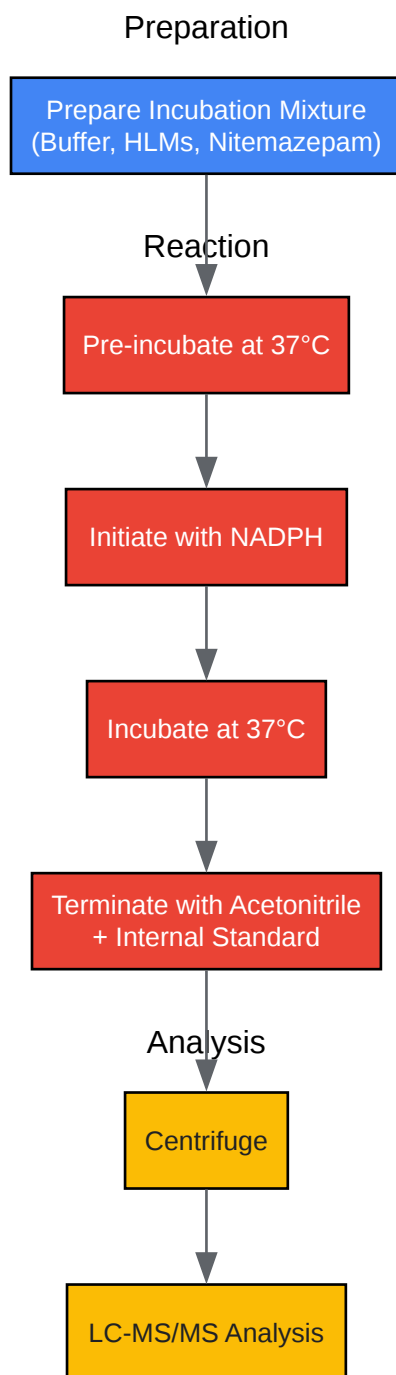 Preparation
Prepare Incubation Mixture
(Buffer, HLMs, Nitemazepam)
Reaction
Pre-incubate at 37°C
Initiate with NADPH
Incubate at 37°C
Terminate with Acetonitrile
+ Internal Standard
Analysis
Centrifuge
LC-MS/MS Analysis